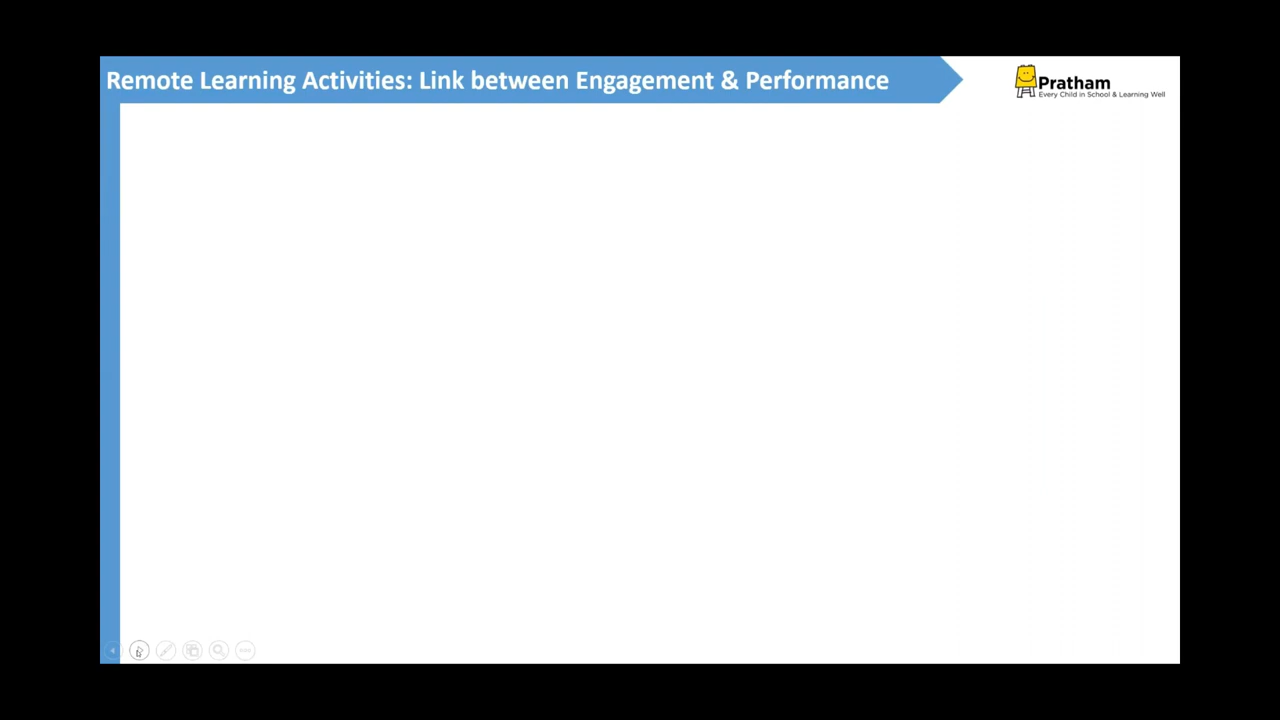 Remote Learning Activities: Link between Engagement & Performance
Pratham
Every Child in School & Learning Well